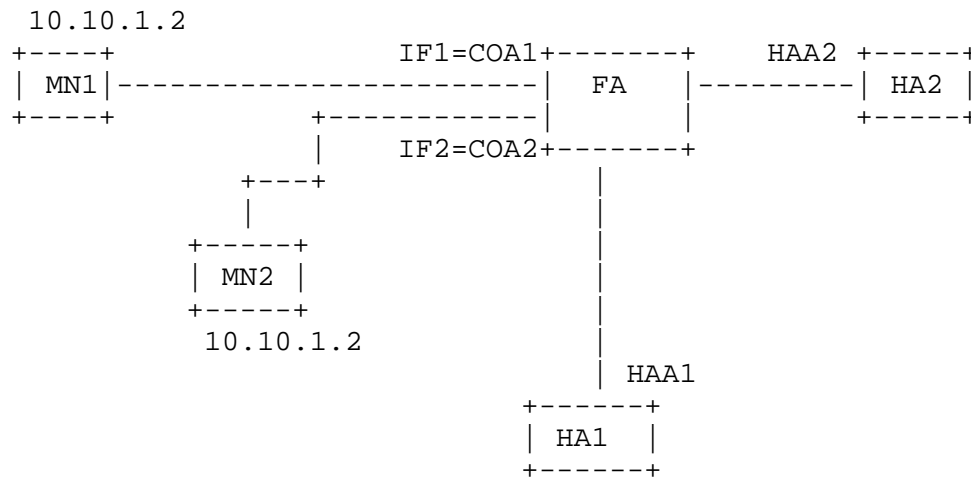 10.10.1.2
IF1=COA1 HAA2
MN1 FA HA2
IF2=COA2
MN2
10.10.1.2
HAA1
HA1